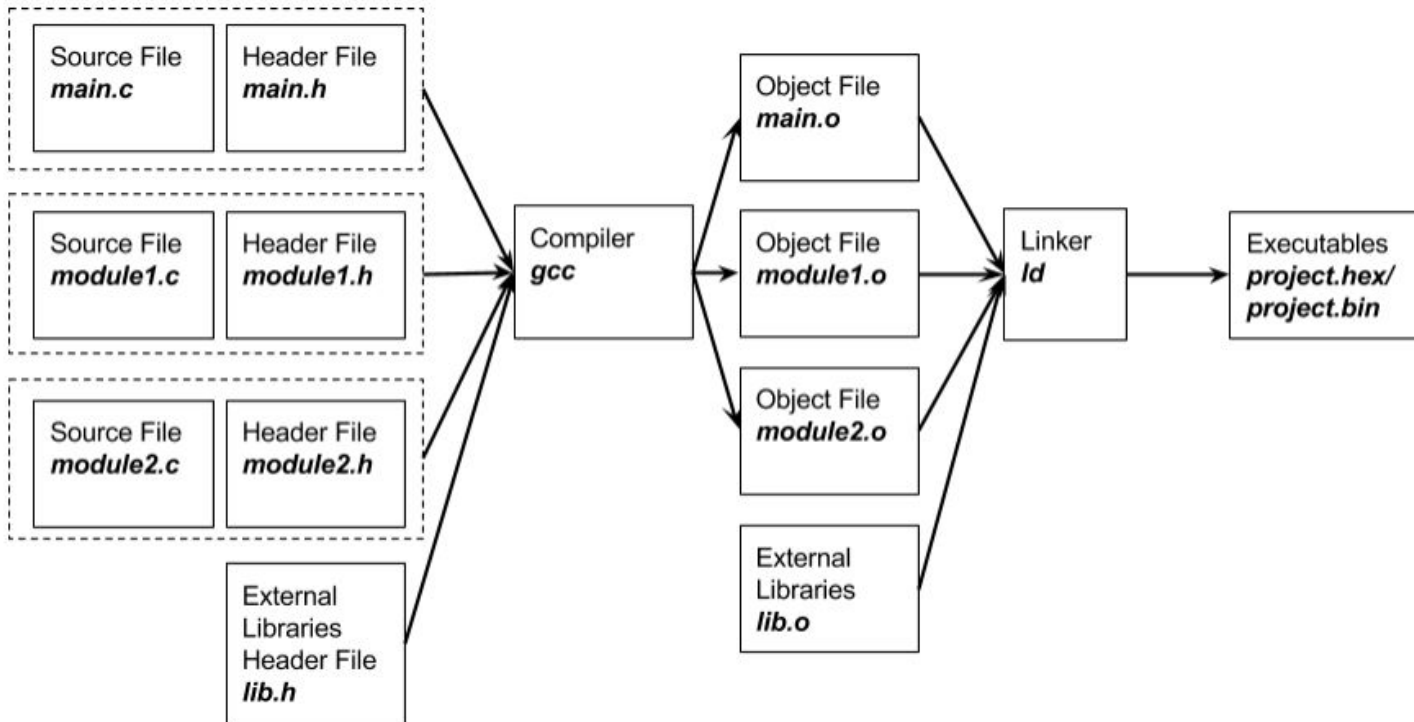 Source File
main.c
Header File
main.h
Source File
module1.c
Header File
module1.h
Source File
module2.c
Header File
module2.h
External
Libraries
Header File
lib.h
Compiler
gcc
Object File
main.o
Object File
module1.o
Object File
module2.o
External
Libraries
lib.o
Linker
ld
Executables
project.hex/
project.bin